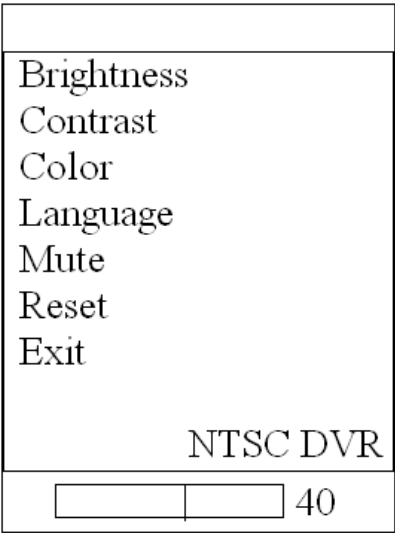 Brightness
Contrast
Color
Language
Mute
Reset
Exit
NTSC DVR
40